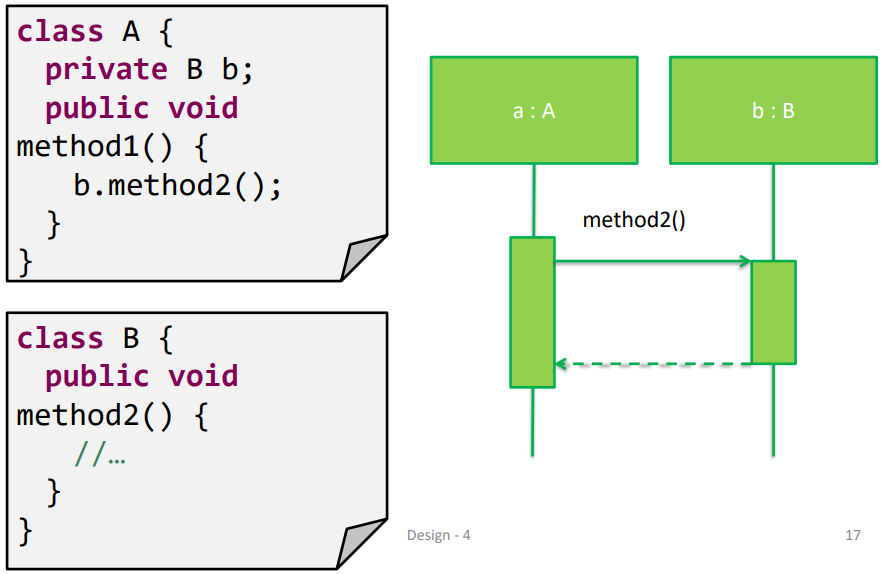 class A {
private B b;
public void
method1() {
b.method2();
}
}
class B {
public void
method2() {
//…
}
}
a : A
b : B
method2()
Design - 4
17